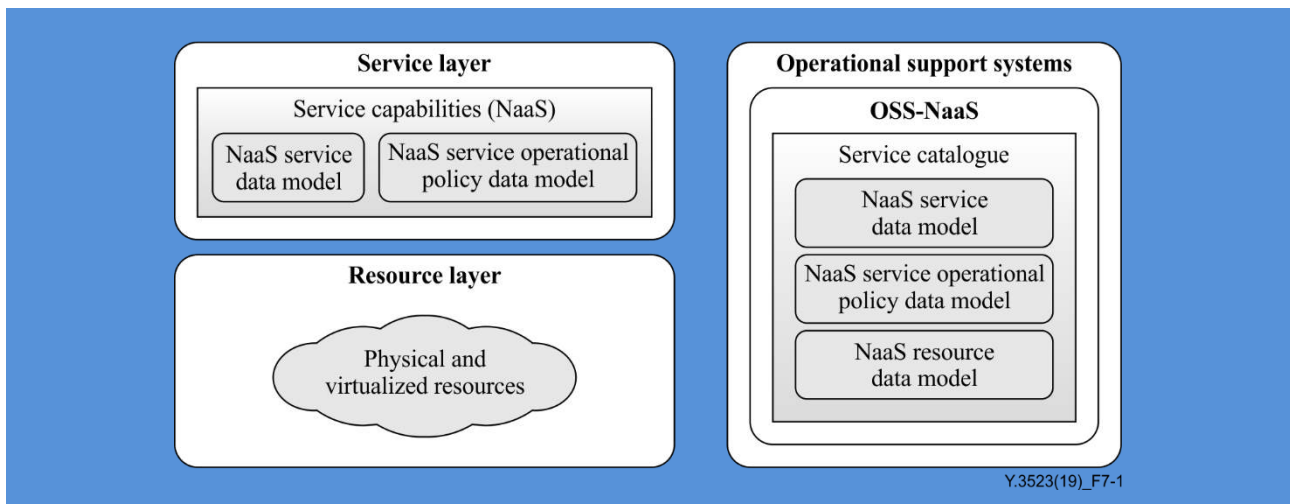 Service layer
Service capabilities (NaaS)
NaaS service
data model
NaaS service operational
policy data model
Resource layer
Physical and
virtualized resources
Operational support systems
OSS-NaaS
Service catalogue
NaaS service
data model
NaaS service operational
policy data model
NaaS resource
data model
Y.3523(19)_F7-1